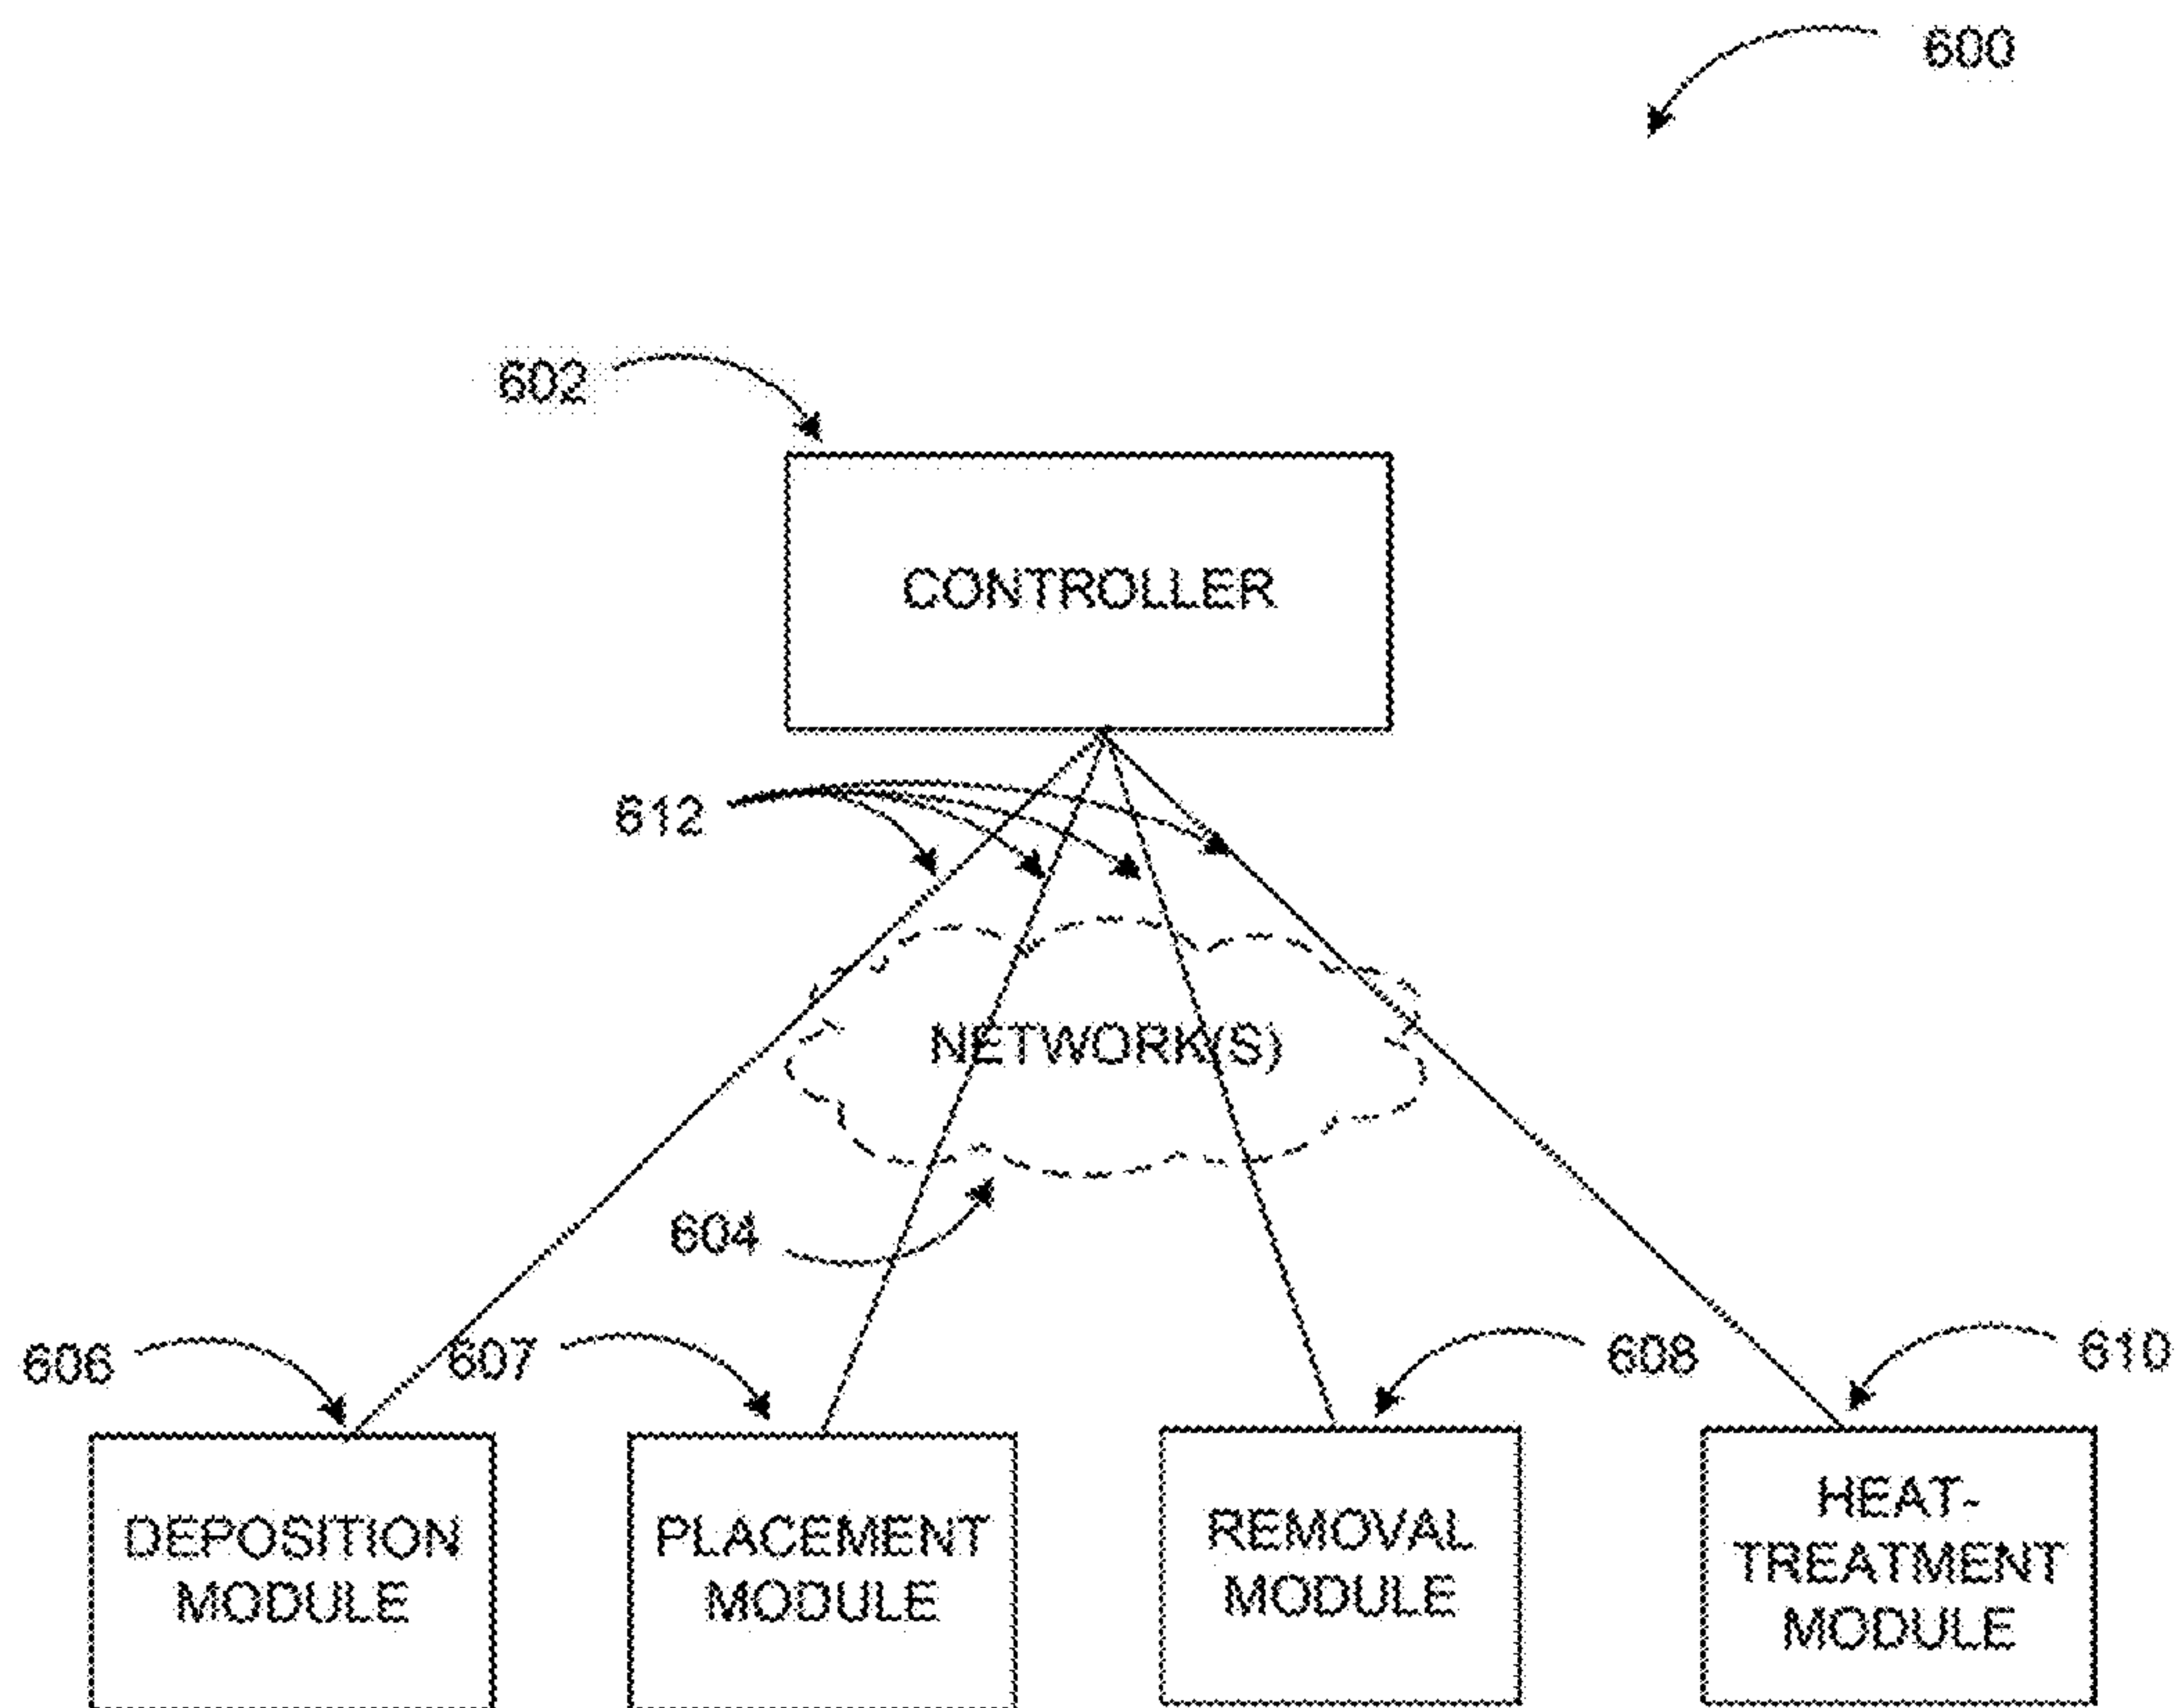 600
602
CONTROLLER
612
NETWORK(S)
604
606
607
608
610
DEPOSITION
MODULE
PLACEMENT
MODULE
REMOVAL
MODULE
HEAT-
TREATMENT
MODULE